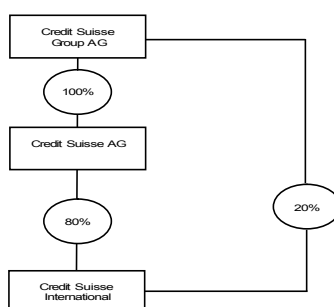 Credit Suisse
Group AG
100%
Credit Suisse AG
80%
20%
Credit Suisse
International